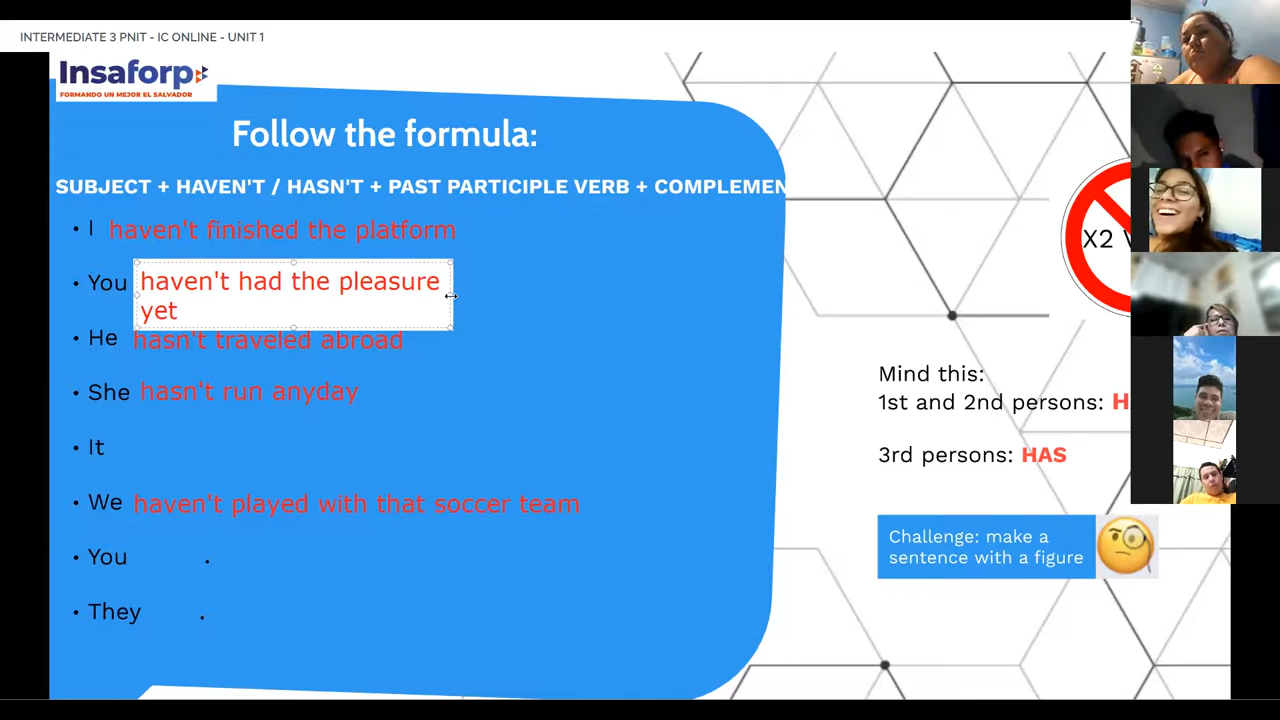 INTERMEDIATE 3 PNIT - IC ONLINE - UNIT 1
Insaforp
FORMANDO UN MEJOR EL SALVADOR
Follow the formula:
SUBJECT + HAVEN'T / HASN'T + PAST PARTICIPLE VERB + COMPLEMEN
• I haven't finished the platform
• You haven't had the pleasure
yet
• He hasn't traveled abroad
• She hasn't run anyday
• It
• We haven't played with that soccer team
• You .
• They .
X2 V
Mind this:
1st and 2nd persons: H
3rd persons: HAS
Challenge: make a
sentence with a figure